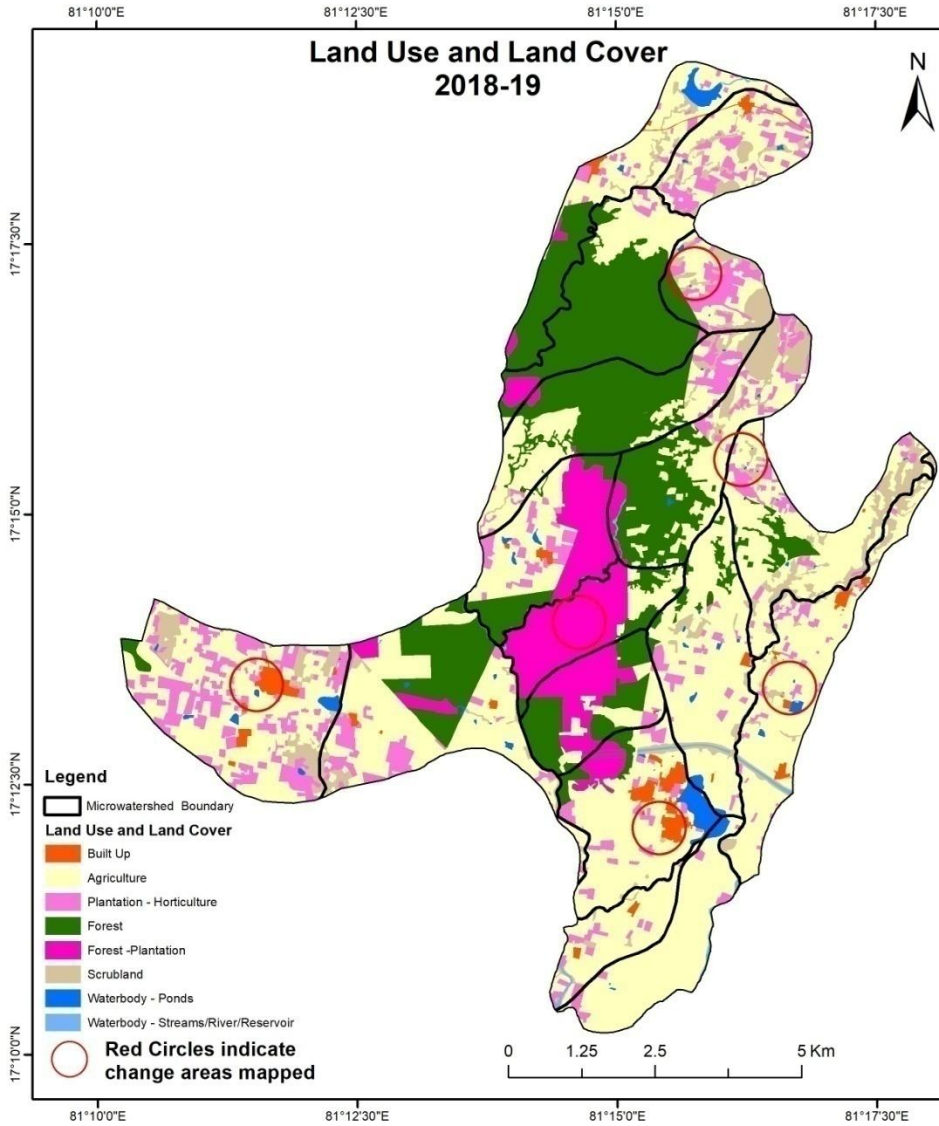 81°10'0"E
81°12'30"E
81°15'0"E
81°17'30"E
Land Use and Land Cover
2018-19
N
17°17'30"N
17°17'30"N
17°15'0"N
17°12'30"N
17°10'0"N
Legend
Microwatershed Boundary
Land Use and Land Cover
Built Up
Agriculture
Plantation - Horticulture
Forest
Forest -Plantation
Scrubland
Waterbody - Ponds
Waterbody - Streams/River/Reservoir
Red Circles indicate
change areas mapped
0 1.25 2.5 5 Km
81°10'0"E
81°12'30"E
81°15'0"E
81°17'30"E